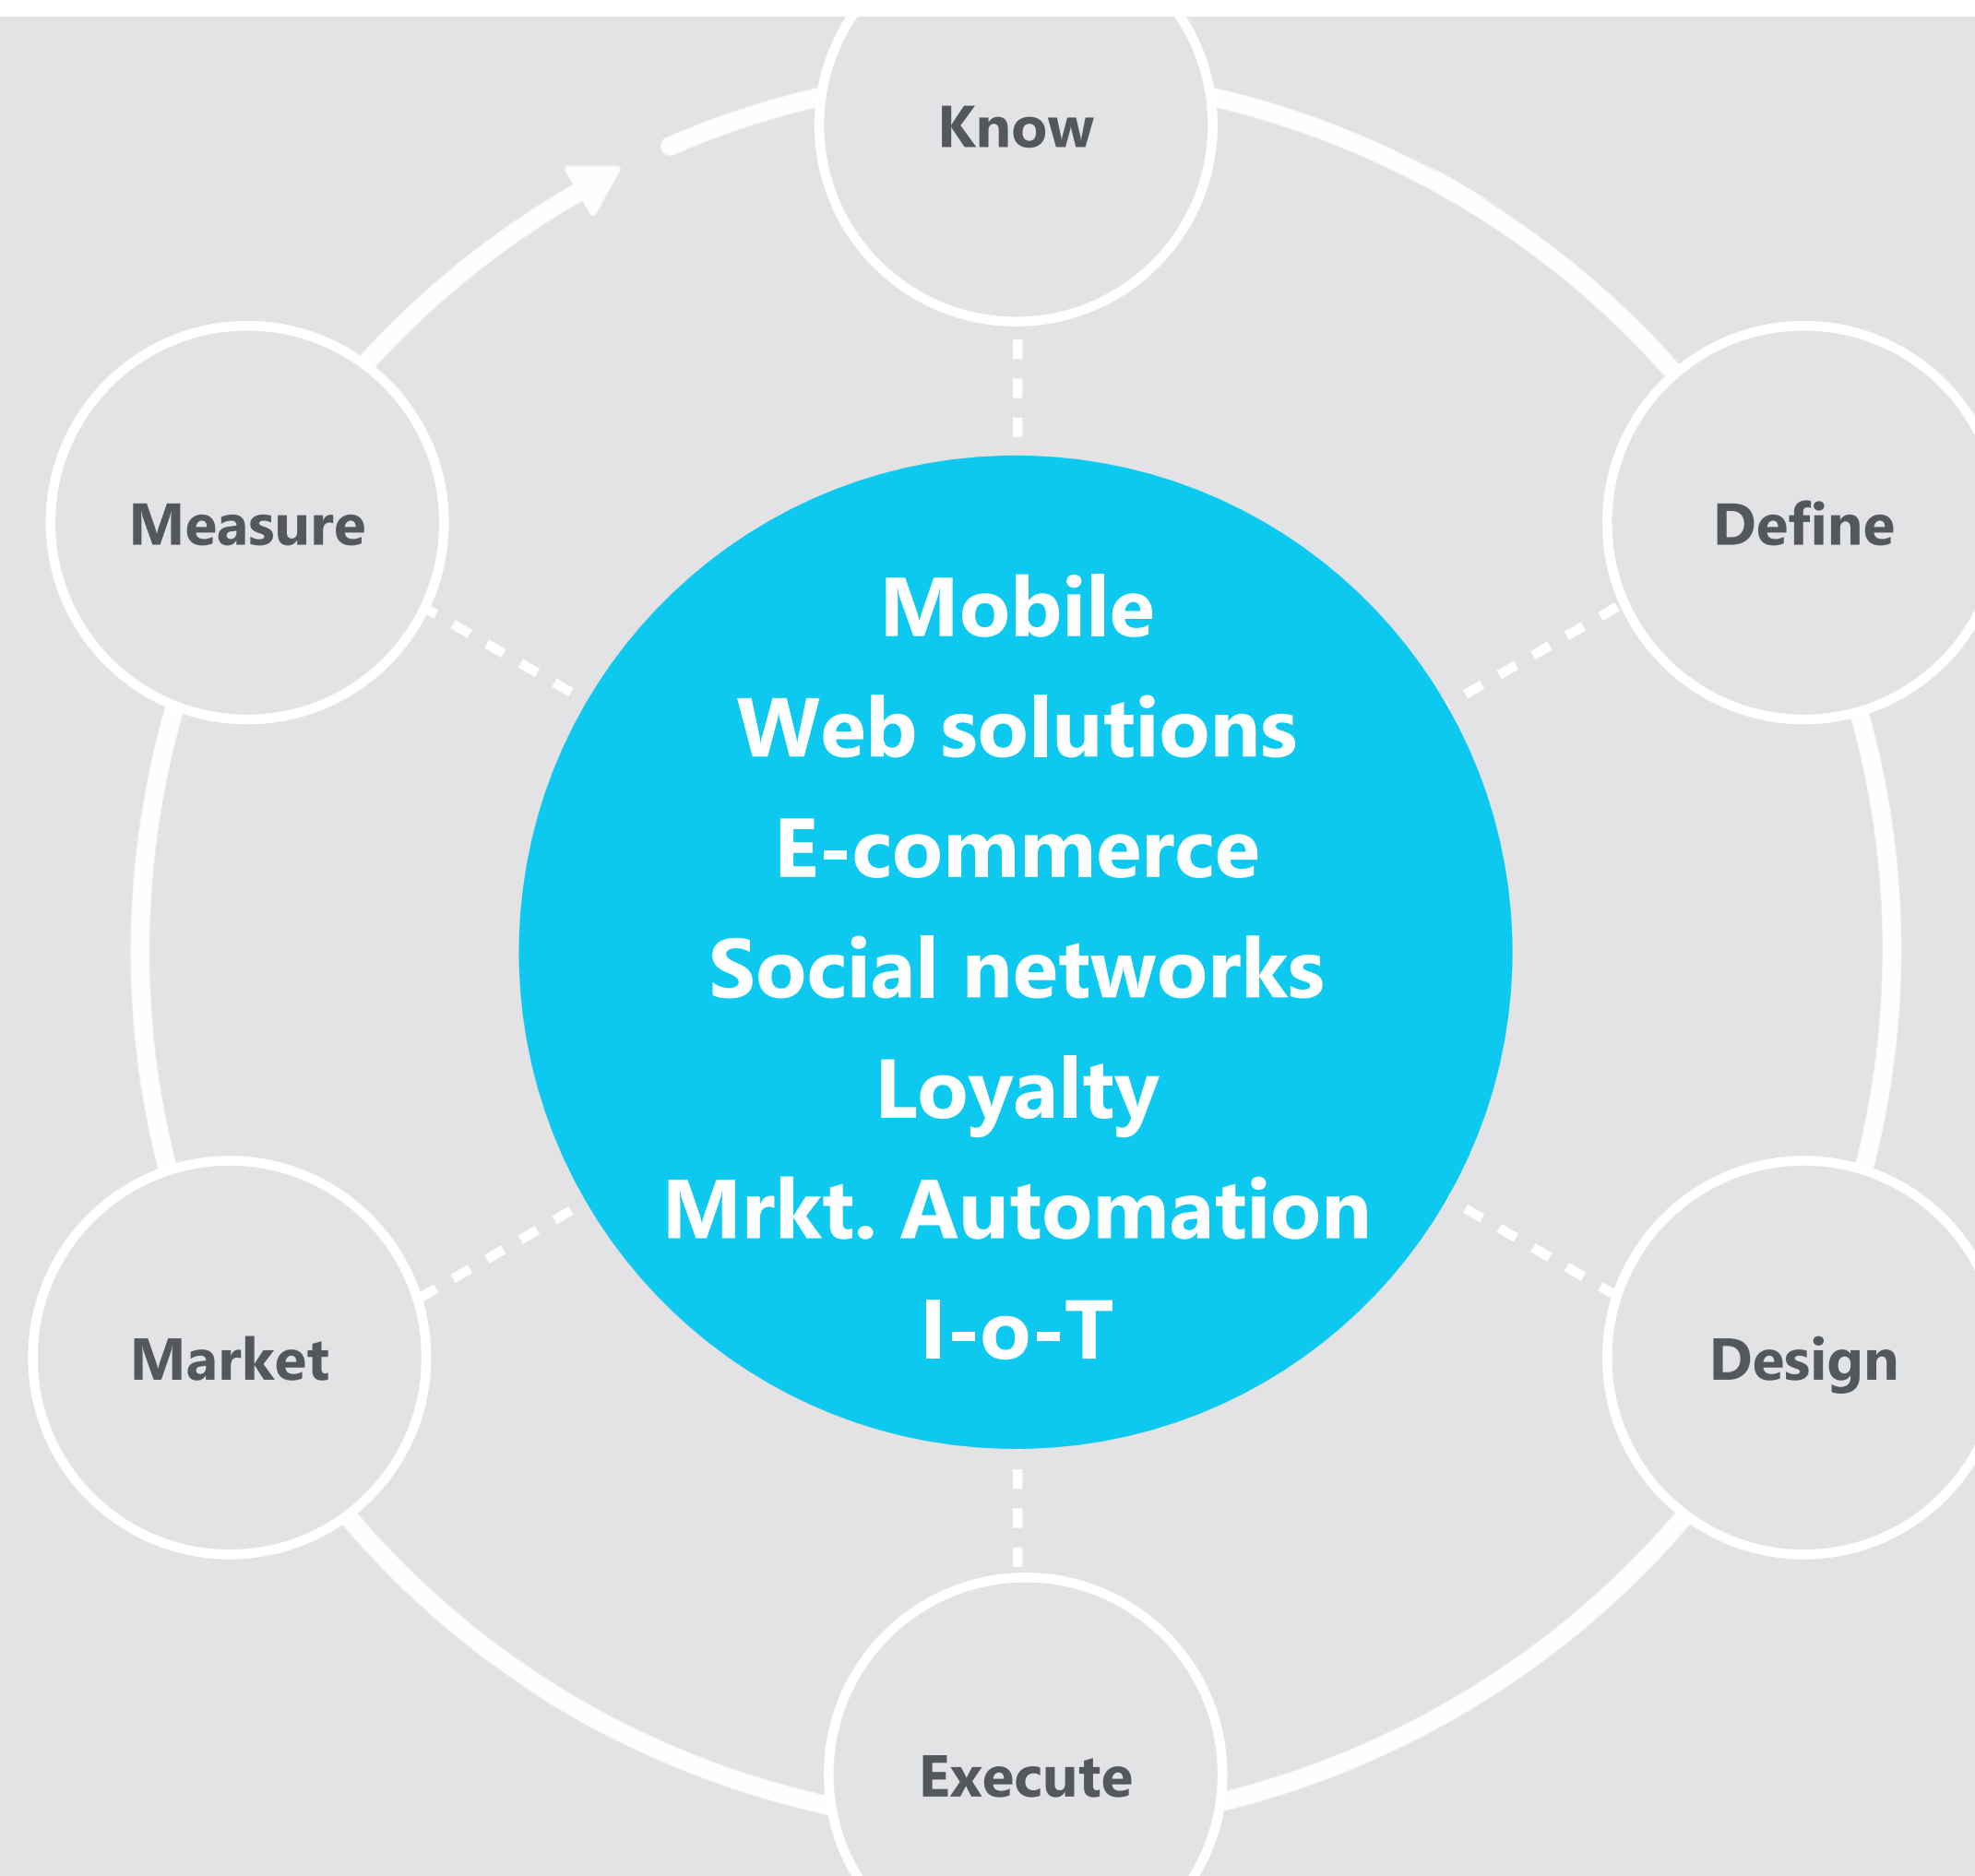 Know
Measure
Define
Mobile
Web solutions
E-commerce
Social networks
Loyalty
Mrkt. Automation
I-o-T
Market
Design
Execute